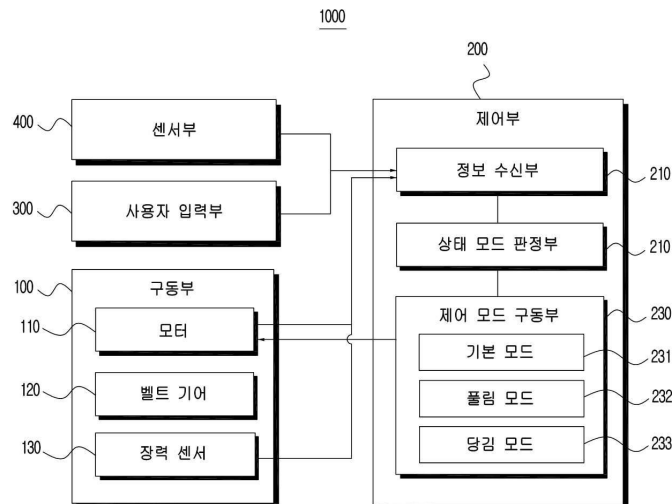 1000
200
400
센서부
제어부
정보 수신부
210
300
사용자 입력부
상태 모드 판정부
210
100
구동부
110
모터
제어 모드 구동부
230
기본 모드
231
120
벨트 기어
풀림 모드
232
130
장력 센서
당김 모드
233